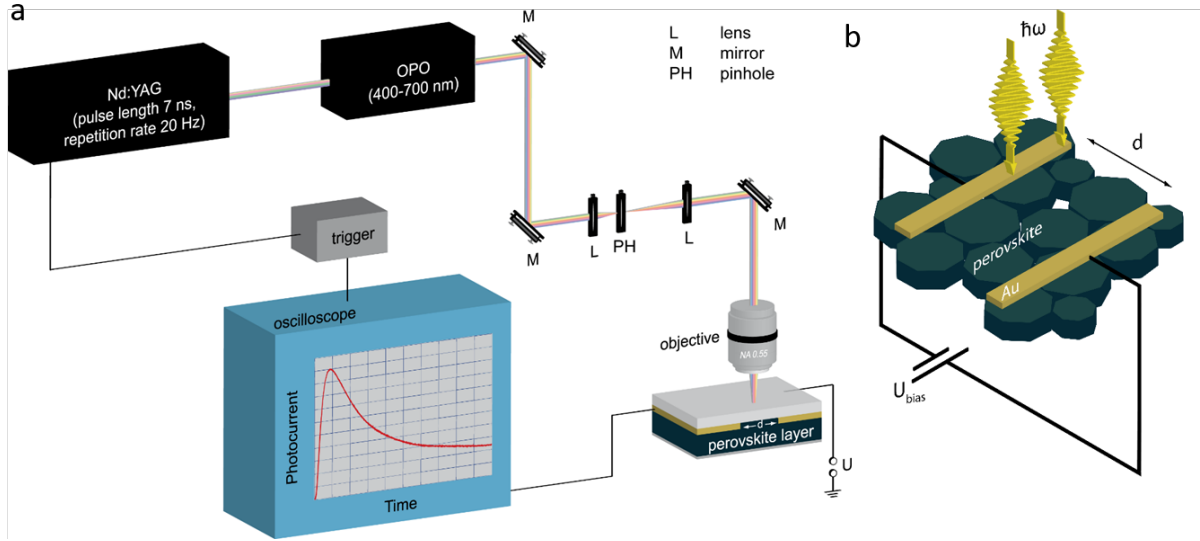 a
Nd:YAG
(pulse length 7 ns,
repetition rate 20 Hz)
OPO
(400-700 nm)
M
L lens
M mirror
PH pinhole
M
L
PH
L
M
trigger
oscilloscope
Photocurrent
Time
objective
NA 0.55
d
perovskite layer
U
b
ħω
d
perovskite
Au
U bias